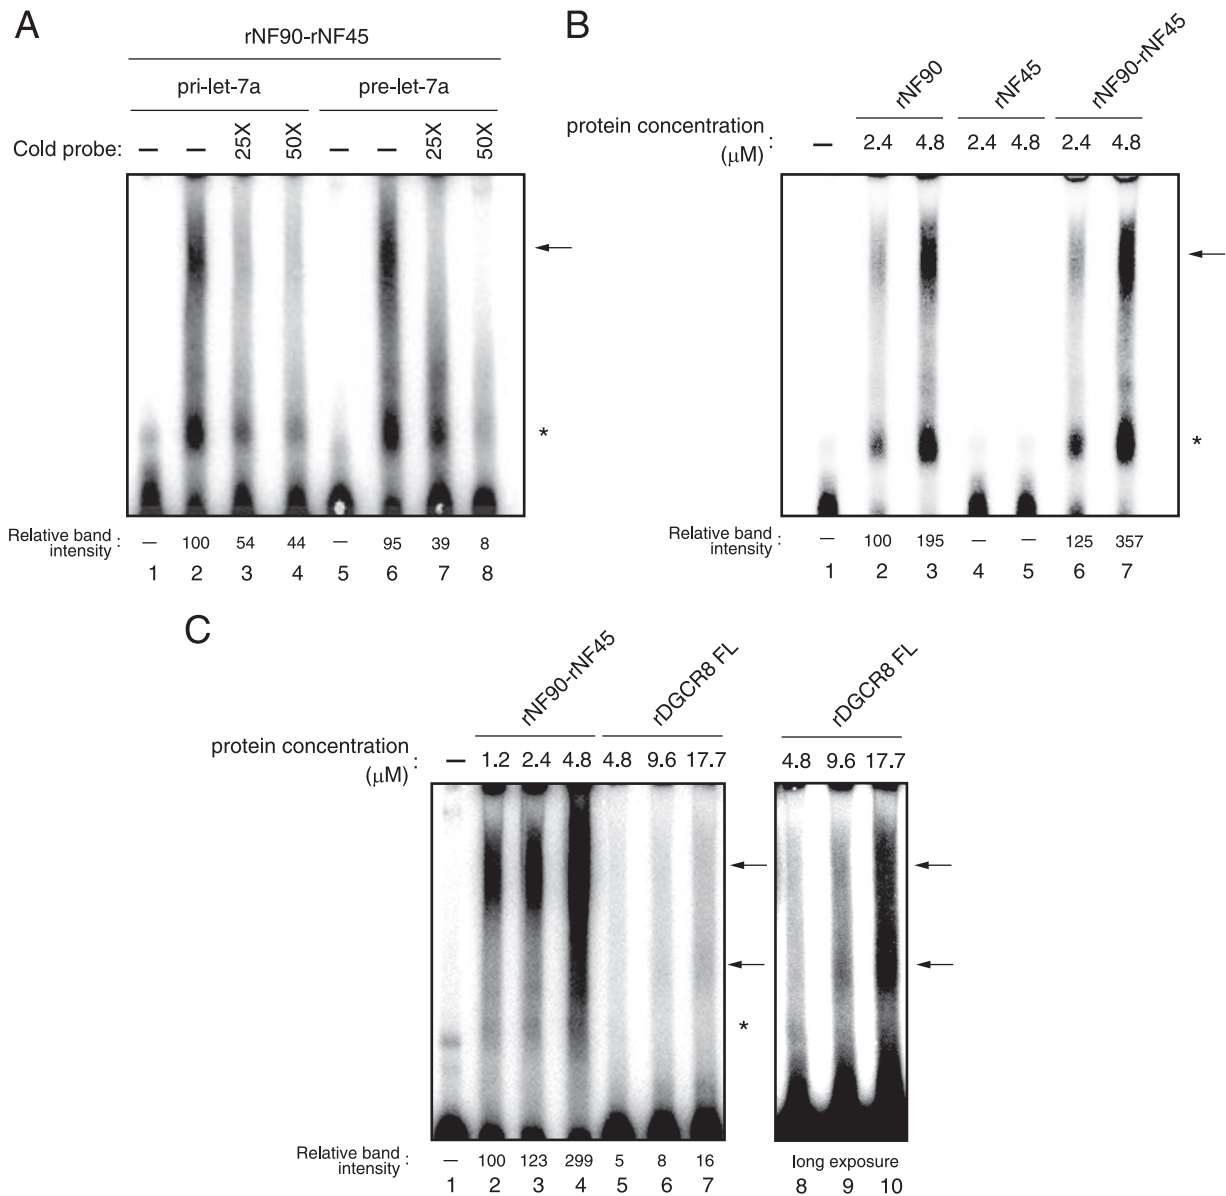 A
rNF90-rNF45
pri-let-7a pre-let-7a
Cold probe: – – 25X 50X – – 25X 50X
*
Relative band intensity : – 100 54 44 – 95 39 8
1 2 3 4 5 6 7 8
B
rNF90 rNF45 rNF90-rNF45
protein concentration (μM) : – 2.4 4.8 2.4 4.8 2.4 4.8
*
Relative band intensity : – 100 195 – – 125 357
1 2 3 4 5 6 7
C
rNF90-rNF45 rDGCR8 FL rDGCR8 FL
protein concentration (μM) : – 1.2 2.4 4.8 4.8 9.6 17.7 4.8 9.6 17.7
*
Relative band intensity : – 100 123 299 5 8 16 long exposure
1 2 3 4 5 6 7 8 9 10